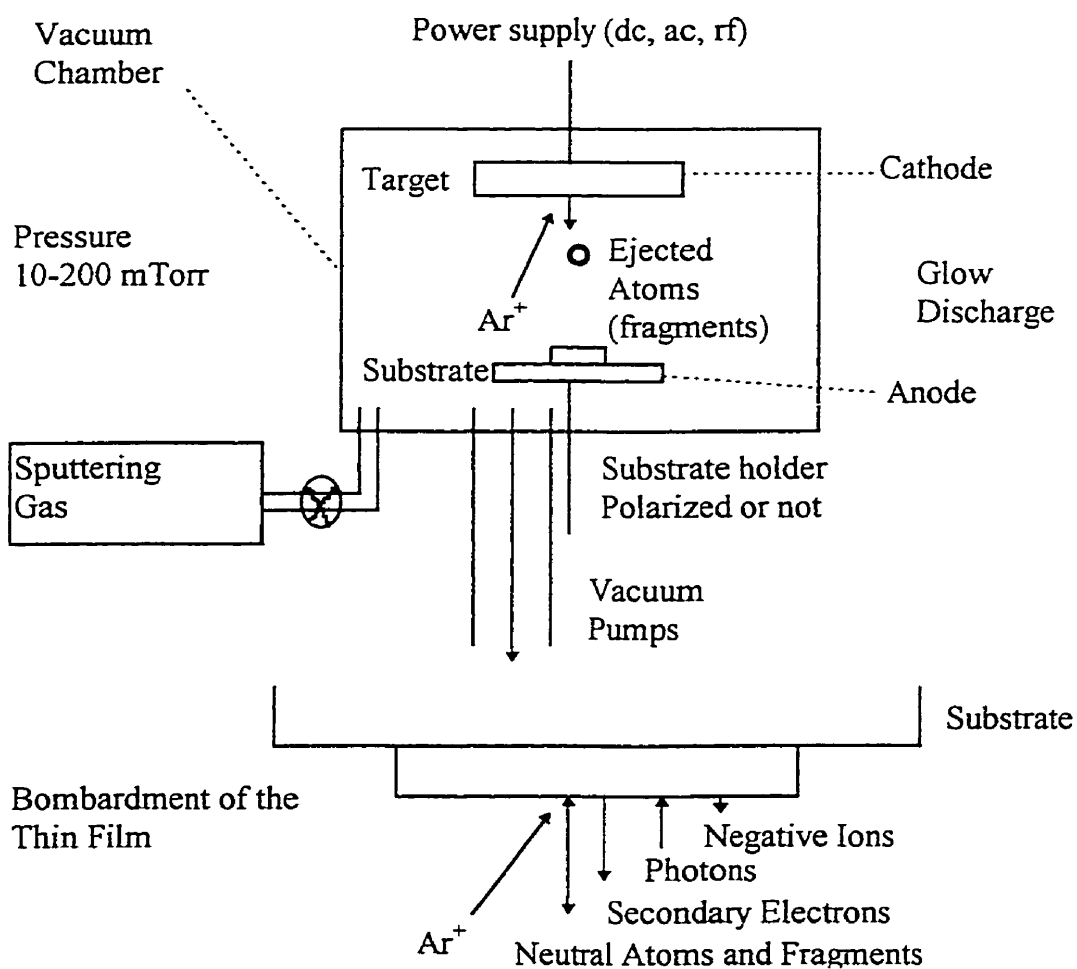 Vacuum
Chamber
Power supply (dc, ac, rf)
Target
Cathode
Pressure
10-200 mTorr
Ejected
Atoms
(fragments)
Ar+
Glow
Discharge
Substrate
Anode
Sputtering
Gas
Substrate holder
Polarized or not
Vacuum
Pumps
Substrate
Bombardment of the
Thin Film
Negative Ions
Photons
Secondary Electrons
Ar+
Neutral Atoms and Fragments